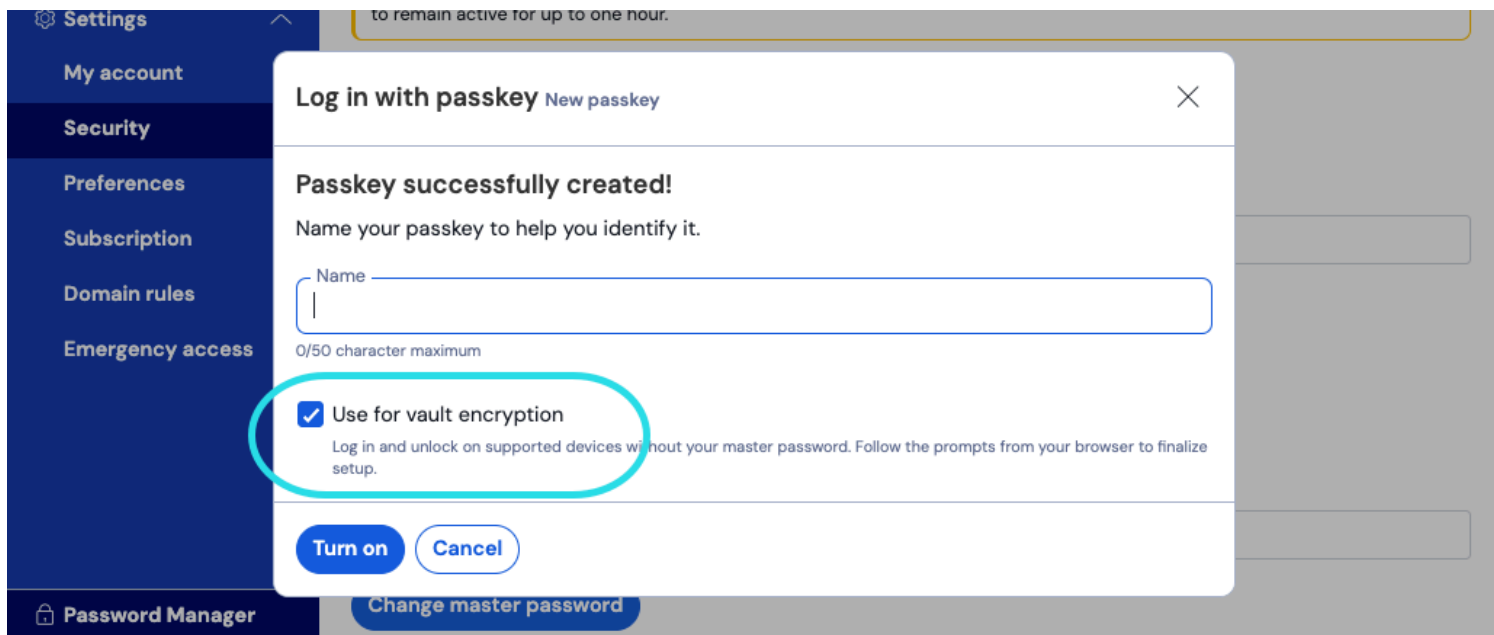 Settings
to remain active for up to one hour.
My account
Security
Preferences
Subscription
Domain rules
Emergency access
Password Manager
Log in with passkey New passkey
Passkey successfully created!
Name your passkey to help you identify it.
Name
0/50 character maximum
Use for vault encryption
Log in and unlock on supported devices without your master password. Follow the prompts from your browser to finalize
setup.
Turn on Cancel
Change master password